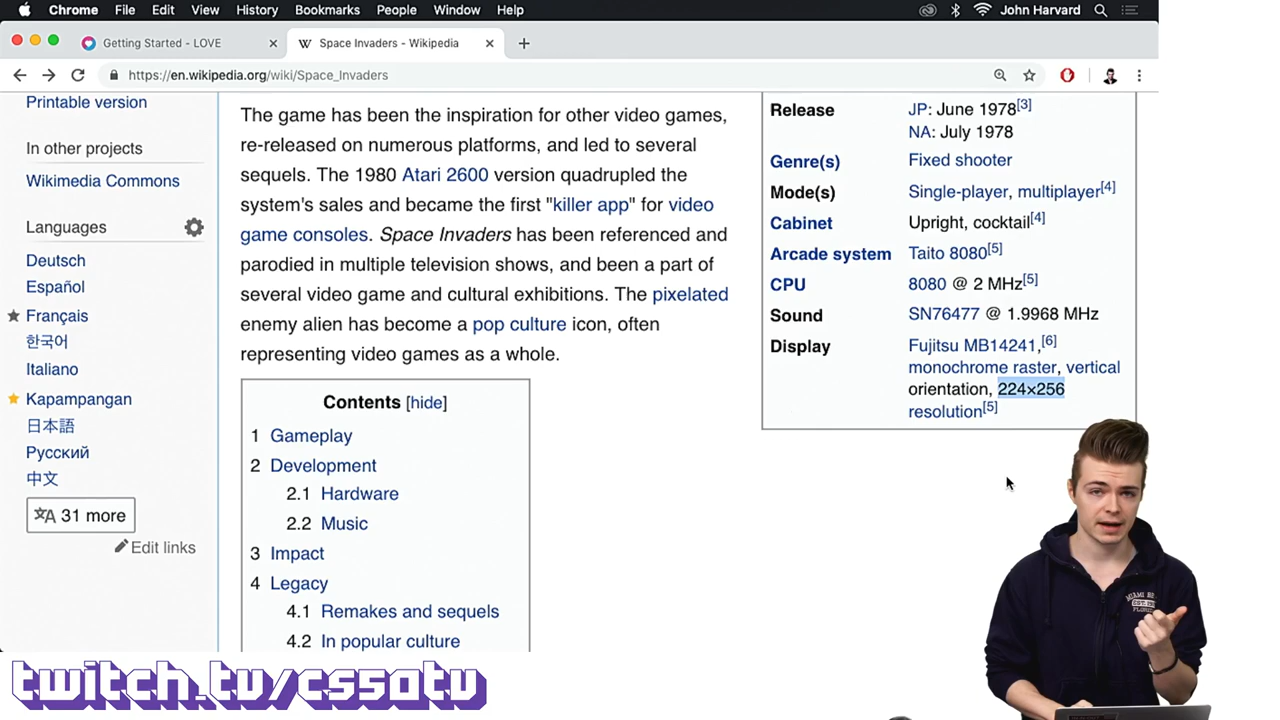 Chrome File Edit View History Bookmarks People Window Help John Harvard
Getting Started - LÖVE
Space Invaders - Wikipedia
https://en.wikipedia.org/wiki/Space_Invaders
Printable version
In other projects
Wikimedia Commons
Languages
Deutsch
Español
Français
한국어
Italiano
Kapampangan
日本語
Русский
中文
31 more
Edit links
The game has been the inspiration for other video games,
re-released on numerous platforms, and led to several
sequels. The 1980 Atari 2600 version quadrupled the
system's sales and became the first "killer app" for video
game consoles. Space Invaders has been referenced and
parodied in multiple television shows, and been a part of
several video game and cultural exhibitions. The pixelated
enemy alien has become a pop culture icon, often
representing video games as a whole.
Contents [hide]
1 Gameplay
2 Development
2.1 Hardware
2.2 Music
3 Impact
4 Legacy
4.1 Remakes and sequels
4.2 In popular culture
Release JP: June 1978[3]
NA: July 1978
Genre(s) Fixed shooter
Mode(s) Single-player, multiplayer[4]
Cabinet Upright, cocktail[4]
Arcade system Taito 8080[5]
CPU 8080 @ 2 MHz[5]
Sound SN76477 @ 1.9968 MHz
Display Fujitsu MB14241,[6]
monochrome raster, vertical
orientation, 224×256
resolution[5]
twitch.tv/cs50tv